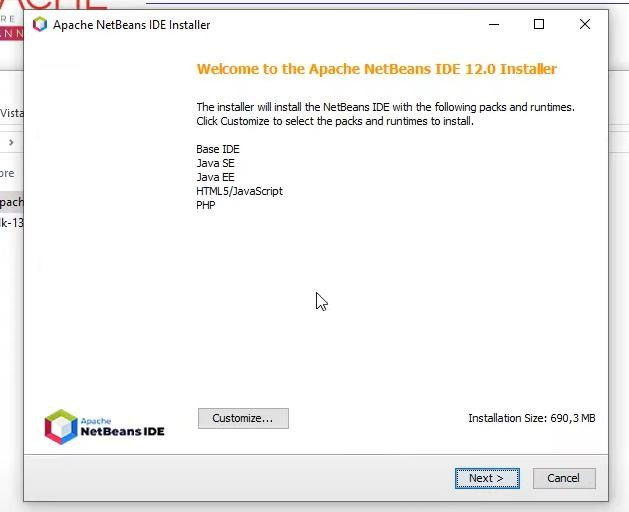 ACHE
RE
ANN
Apache NetBeans IDE Installer
Welcome to the Apache NetBeans IDE 12.0 Installer
The installer will install the NetBeans IDE with the following packs and runtimes.
Click Customize to select the packs and runtimes to install.
Vista
Base IDE
Java SE
ore
Java EE
HTML5/JavaScript
pach
PHP
lk-13
Apache
NetBeans IDE
Customize...
Installation Size: 690,3 MB
Next >
Cancel